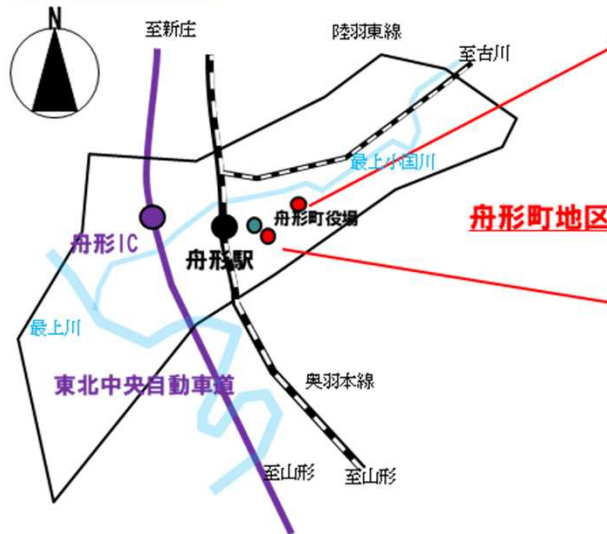 N
至新庄
陸羽東線
至古川
最上小国川
舟形町役場
舟形町地区
舟形IC
舟形駅
最上川
東北中央自動車道
奥羽本線
至山形
至山形